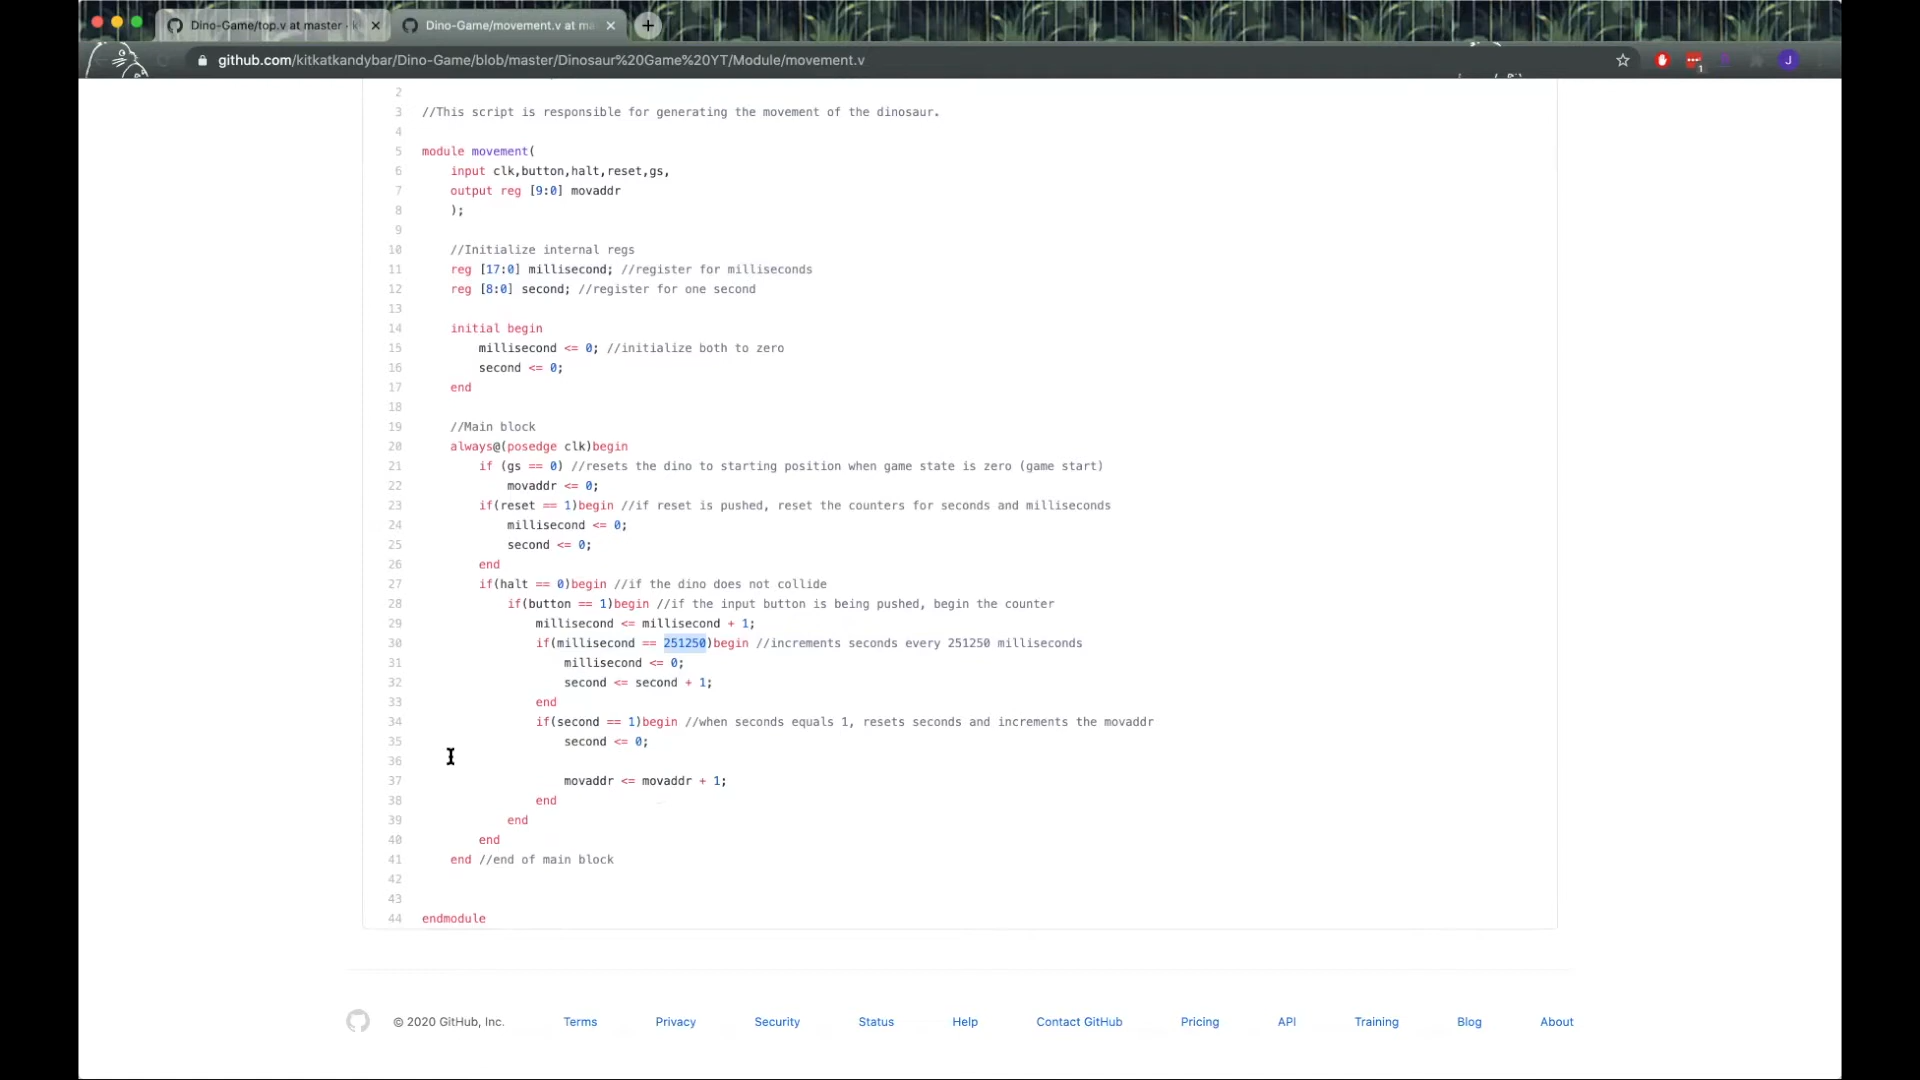 Dino-Game/top.v at master · k
Dino-Game/movement.v at ma
github.com/kitkatkandybar/Dino-Game/blob/master/Dinosaur%20Game%20YT/Module/movement.v
1
J
2
3 //This script is responsible for generating the movement of the dinosaur.
4
5 module movement(
6 input clk,button,halt,reset,gs,
7 output reg [9:0] movaddr
8 );
9
10 //Initialize internal regs
11 reg [17:0] millisecond; //register for milliseconds
12 reg [8:0] second; //register for one second
13
14 initial begin
15 millisecond <= 0; //initialize both to zero
16 second <= 0;
17 end
18
19 //Main block
20 always@(posedge clk)begin
21 if (gs == 0) //resets the dino to starting position when game state is zero (game start)
22 movaddr <= 0;
23 if(reset == 1)begin //if reset is pushed, reset the counters for seconds and milliseconds
24 millisecond <= 0;
25 second <= 0;
26 end
27 if(halt == 0)begin //if the dino does not collide
28 if(button == 1)begin //if the input button is being pushed, begin the counter
29 millisecond <= millisecond + 1;
30 if(millisecond == 251250)begin //increments seconds every 251250 milliseconds
31 millisecond <= 0;
32 second <= second + 1;
33 end
34 if(second == 1)begin //when seconds equals 1, resets seconds and increments the movaddr
35 second <= 0;
36
37 movaddr <= movaddr + 1;
38 end
39 end
40 end
41 end //end of main block
42
43
44 endmodule
© 2020 GitHub, Inc. Terms Privacy Security Status Help Contact GitHub Pricing API Training Blog About